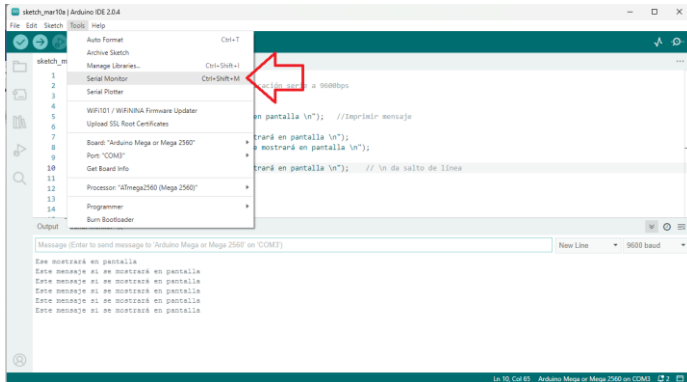 sketch_mar10a | Arduino IDE 2.0.4
File Edit Sketch Tools Help
Auto Format Ctrl+T
Archive Sketch
Manage Libraries... Ctrl+Shift+I
Serial Monitor Ctrl+Shift+M
Serial Plotter
WiFi101 / WiFiNINA Firmware Updater
Upload SSL Root Certificates
Board: "Arduino Mega or Mega 2560"
Port: "COM3"
Get Board Info
Processor: "ATmega2560 (Mega 2560)"
Programmer
Burn Bootloader
sketch_m
1
2 cación serie a 9600bps
3
4
5 en pantalla \n"); //Imprimir mensaje
6
7 trará en pantalla \n");
8 e mostrará en pantalla \n");
9
10 trará en pantalla \n"); // \n da salto de línea
11
12
13
14
Output
Message (Enter to send message to 'Arduino Mega or Mega 2560' on 'COM3')
New Line 9600 baud
Ese mostrará en pantalla
Este mensaje si se mostrará en pantalla
Este mensaje si se mostrará en pantalla
Este mensaje si se mostrará en pantalla
Este mensaje si se mostrará en pantalla
Este mensaje si se mostrará en pantalla
Ln 10, Col 65 Arduino Mega or Mega 2560 on COM3 2